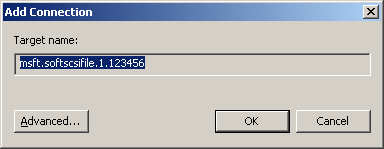 Add Connection
Target name:
msft.softscsifile.1.123456
Advanced...
OK
Cancel